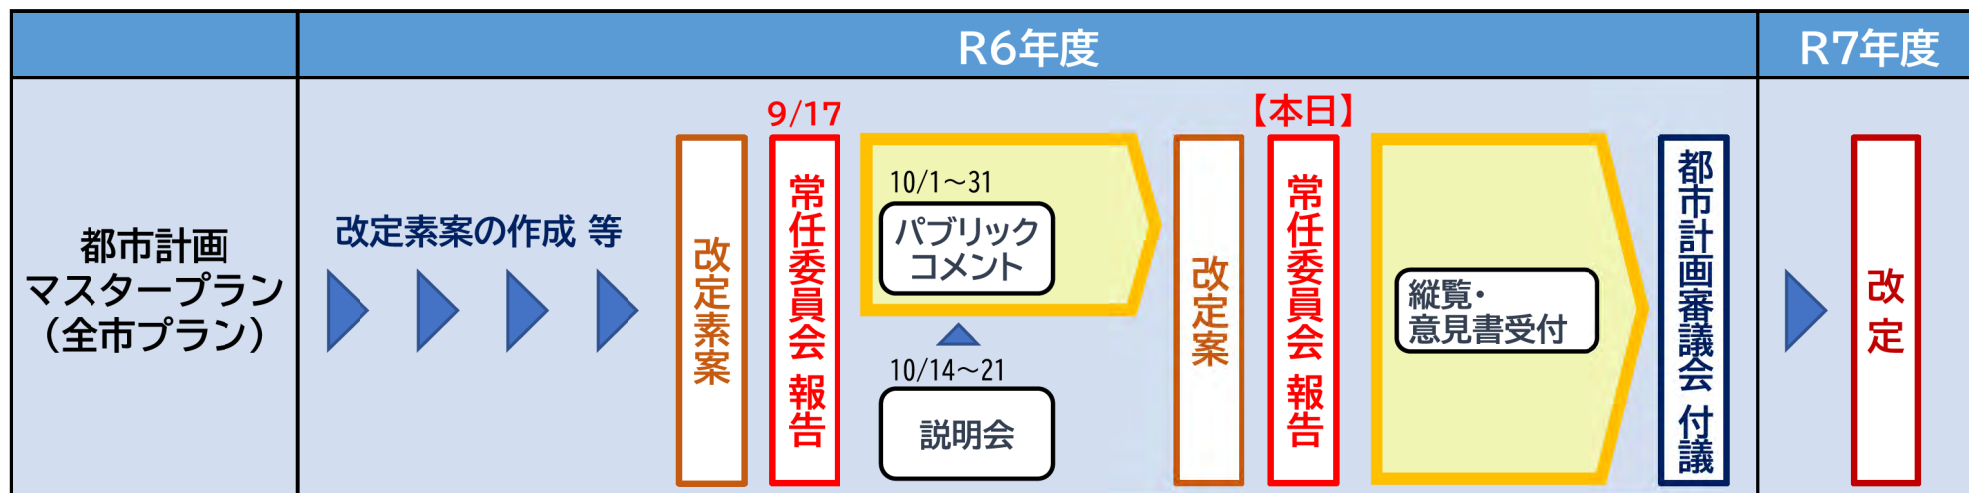 R6年度
R7年度
都市計画
マスタープラン
（全市プラン）
改定素案の作成 等
改定素案
9/17
常任委員会 報告
10/1～31
パブリック
コメント
10/14～21
説明会
改定案
【本日】
常任委員会 報告
縦覧・
意見書受付
都市計画審議会 付議
改定